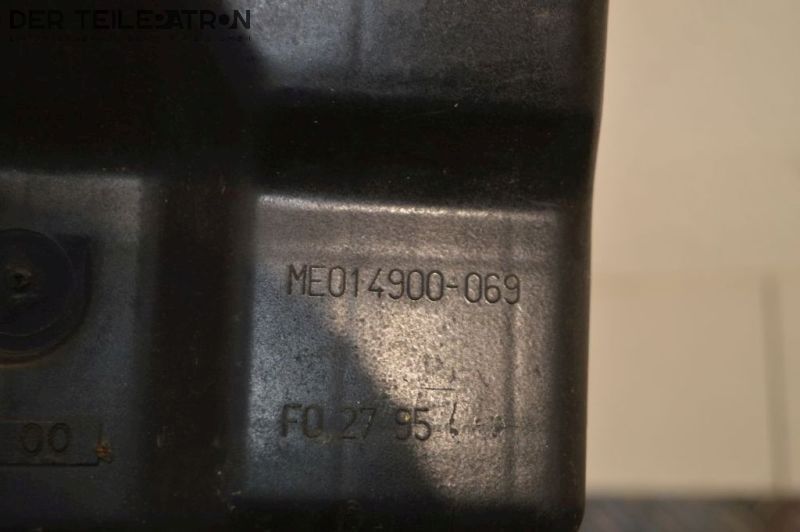 DER TEILE PATRON
ME014900-069
F0 27 95
00